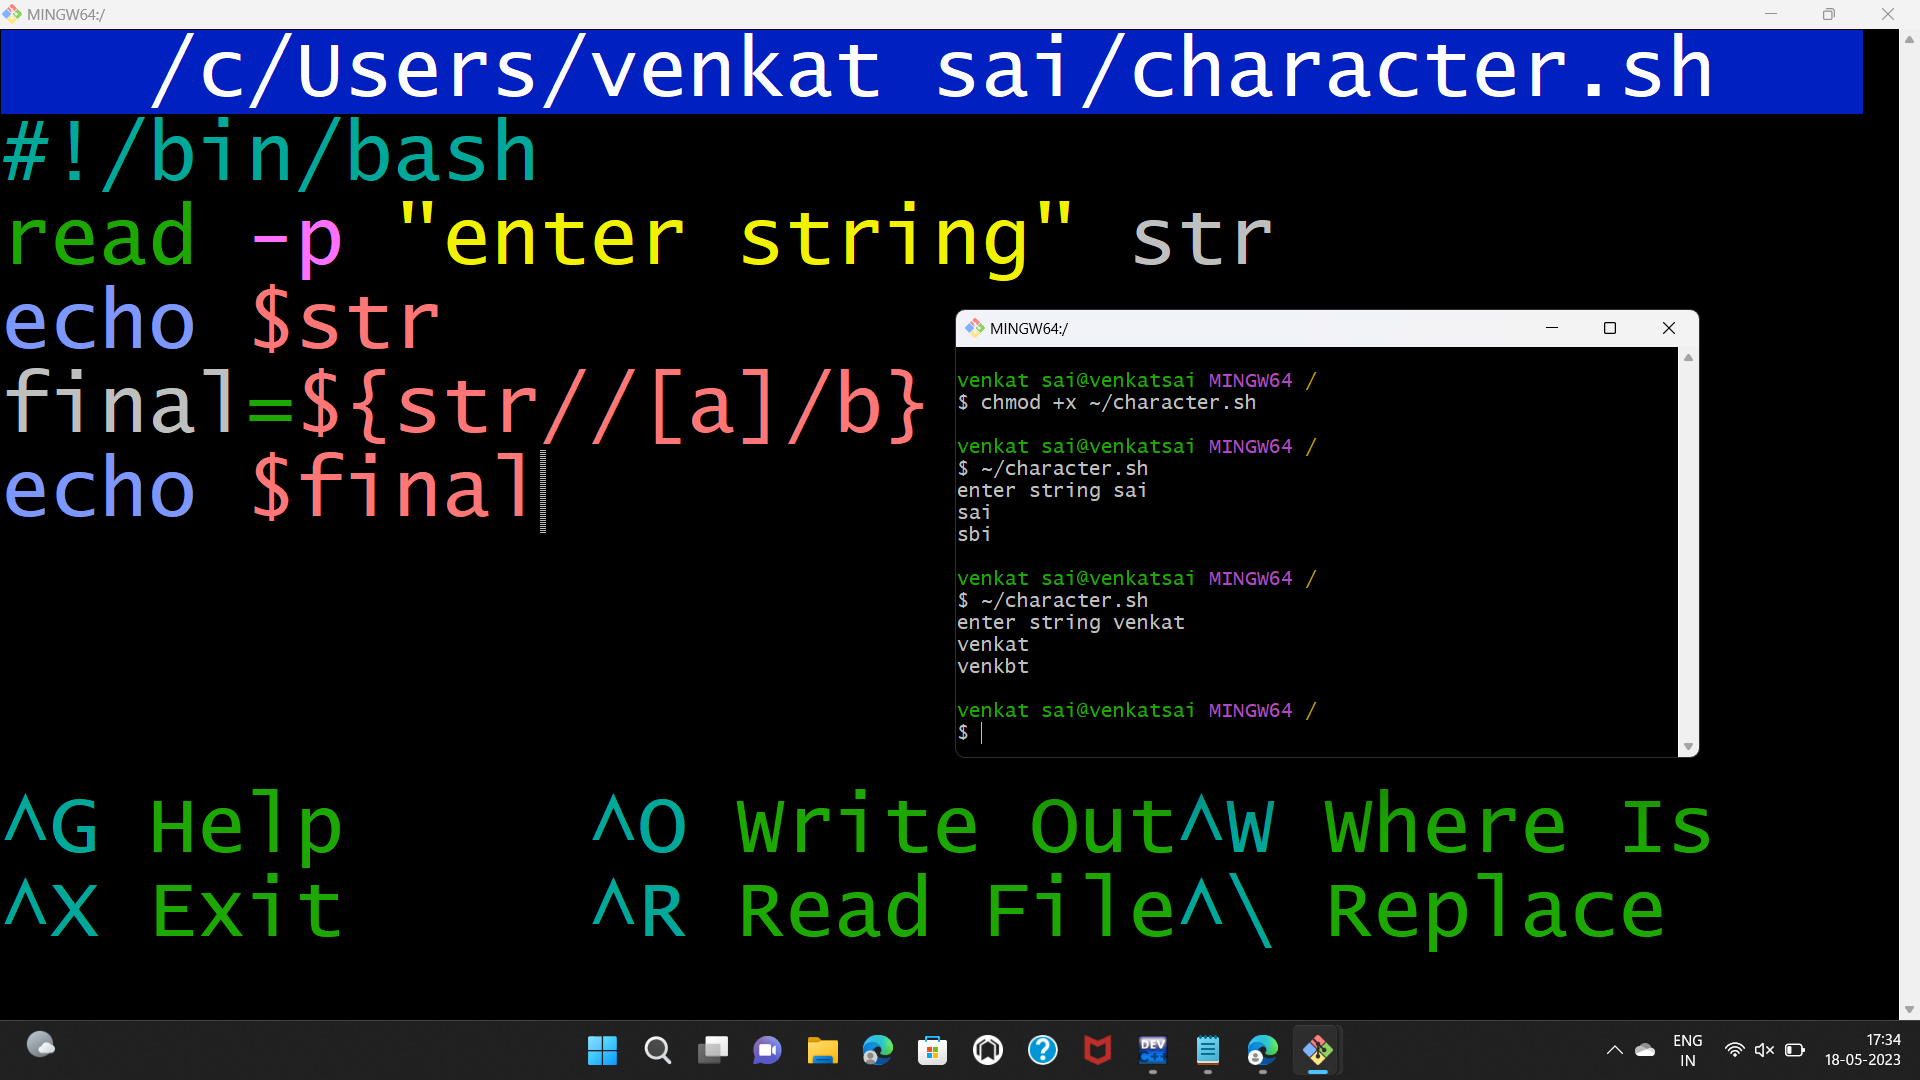 MINGW64:/
/c/Users/venkat sai/character.sh
#!/bin/bash
read -p "enter string" str
echo $str
final=${str//[a]/b}
echo $final
MINGW64:/
venkat sai@venkatsai MINGW64 /
$ chmod +x ~/character.sh
venkat sai@venkatsai MINGW64 /
$ ~/character.sh
enter string sai
sai
sbi
venkat sai@venkatsai MINGW64 /
$ ~/character.sh
enter string venkat
venkat
venkbt
venkat sai@venkatsai MINGW64 /
$
^G Help ^O Write Out^W Where Is
^X Exit ^R Read File^\ Replace
DEV
C++
ENG
IN
17:34
18-05-2023